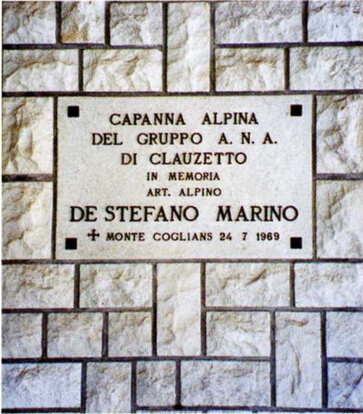 CAPANNA ALPINA
DEL GRUPPO A. N. A.
DI CLAUZETTO
IN MEMORIA
ART. ALPINO
DE STEFANO MARINO
✝ MONTE COGLIANS 24 7 1969